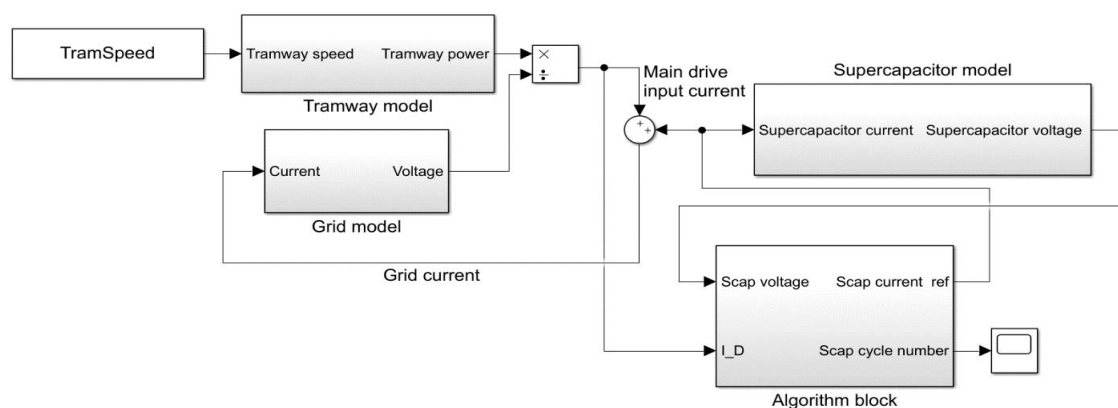 TramSpeed
Tramway speed
Tramway power
×
÷
Tramway model
Main drive
input current
+
+
Supercapacitor model
Supercapacitor current
Supercapacitor voltage
Current
Voltage
Grid model
Grid current
Scap voltage
Scap current ref
I_D
Scap cycle number
Algorithm block